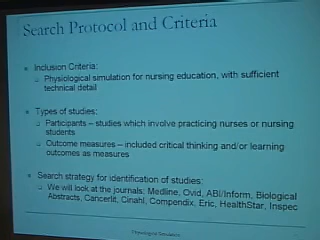 Search Protocol and Criteria
Inclusion Criteria:
Physiological simulation for nursing education, with sufficient
technical detail
Types of studies:
Participants – studies which involve practicing nurses or nursing
students
Outcome measures – included critical thinking and/or learning
outcomes as measures
Search strategy for identification of studies:
We will look at the journals: Medline, Ovid, ABI/Inform, Biological
Abstracts, Cancerlit, Cinahl, Compendix, Eric, HealthStar, Inspec
Physiological Simulation